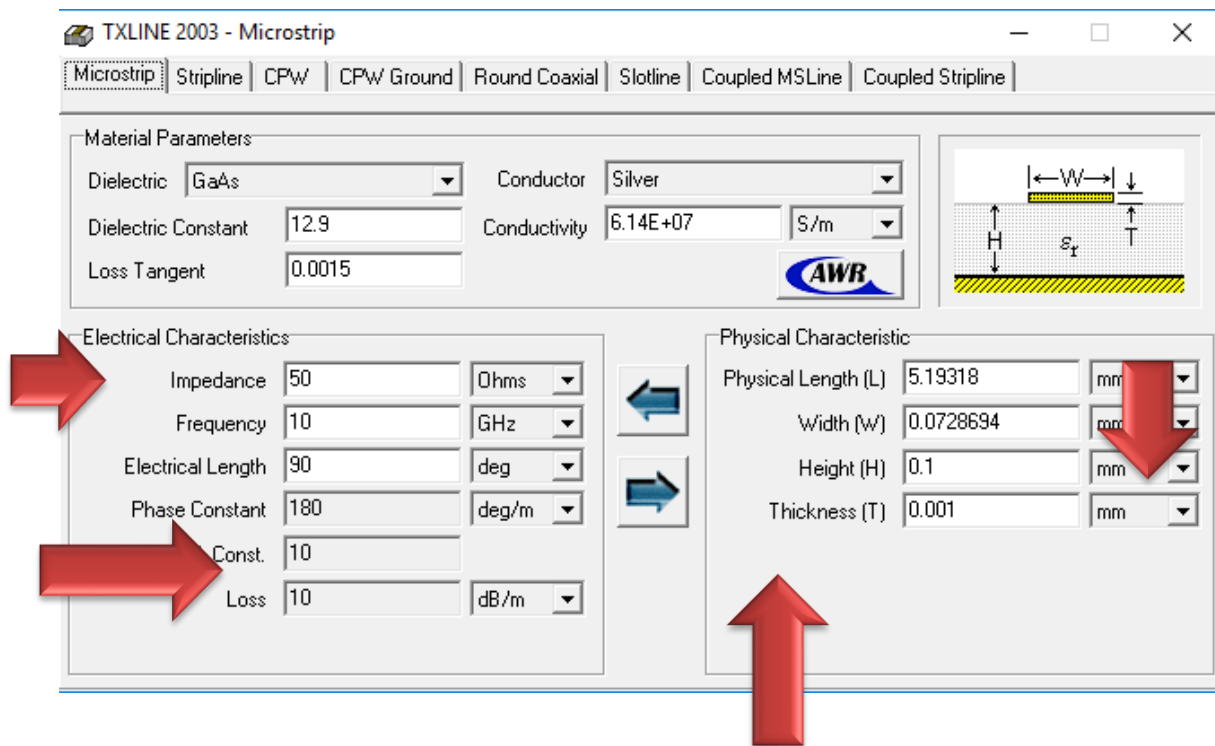 TXLINE 2003 - Microstrip
Microstrip Stripline CPW CPW Ground Round Coaxial Slotline Coupled MSLine Coupled Stripline
Material Parameters
Dielectric GaAs Conductor Silver
Dielectric Constant 12.9 Conductivity 6.14E+07 S/m
Loss Tangent 0.0015 AWR
W
H
εr
T
Electrical Characteristics
Impedance 50 Ohms
Frequency 10 GHz
Electrical Length 90 deg
Phase Constant 180 deg/m
Const. 10
Loss 10 dB/m
Physical Characteristic
Physical Length (L) 5.19318 mm
Width (W) 0.0728694 mm
Height (H) 0.1 mm
Thickness (T) 0.001 mm